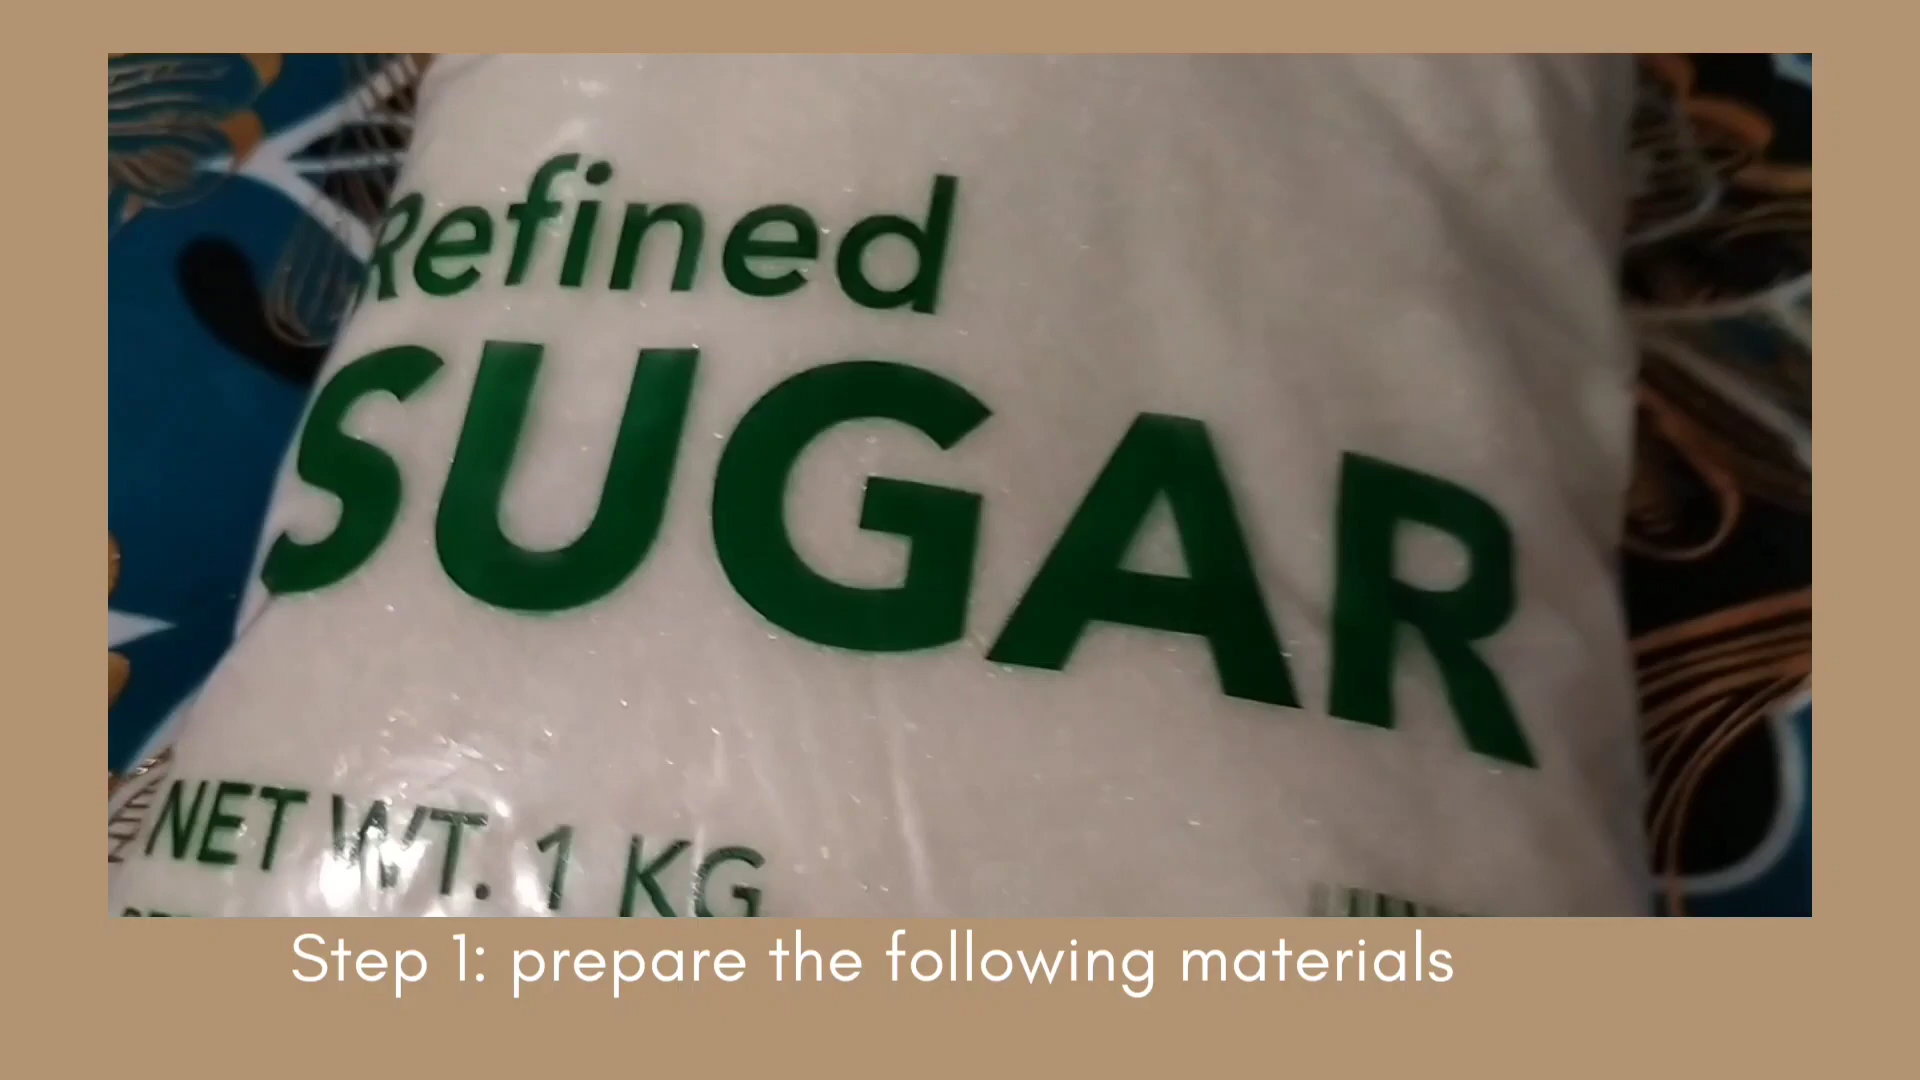 Refined
SUGAR
NET WT. 1 KG
Step 1: prepare the following materials